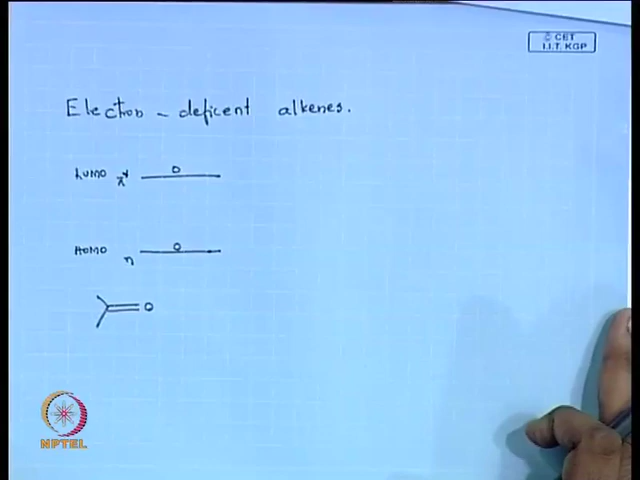 © CET
I.I.T. KGP
Electron - deficent alkenes.
LUMO π* O
HOMO n O
O
NPTEL